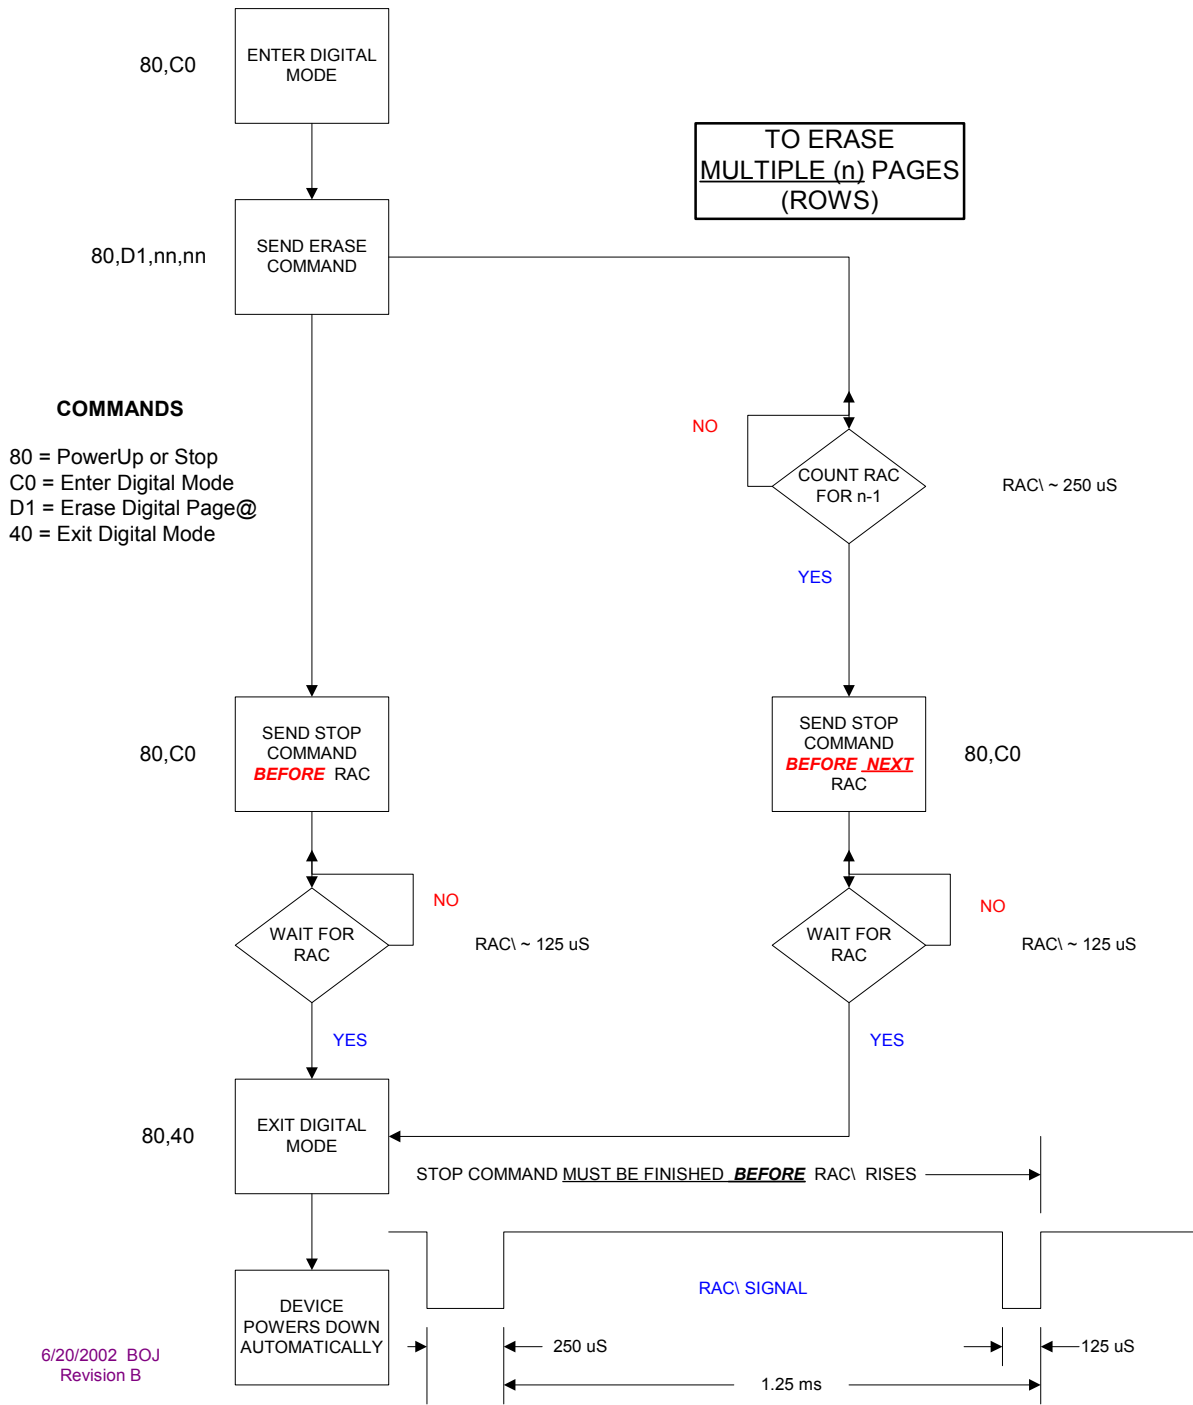 80,C0
ENTER DIGITAL
MODE
TO ERASE
MULTIPLE (n) PAGES
(ROWS)
80,D1,nn,nn
SEND ERASE
COMMAND
COMMANDS
80 = PowerUp or Stop
C0 = Enter Digital Mode
D1 = Erase Digital Page@
40 = Exit Digital Mode
NO
COUNT RAC
FOR n-1
RAC\ ~ 250 uS
YES
80,C0
SEND STOP
COMMAND
BEFORE RAC
SEND STOP
COMMAND
BEFORE NEXT
RAC
80,C0
WAIT FOR
RAC
NO
RAC\ ~ 125 uS
YES
WAIT FOR
RAC
NO
RAC\ ~ 125 uS
YES
80,40
EXIT DIGITAL
MODE
STOP COMMAND MUST BE FINISHED BEFORE RAC\ RISES
RAC\ SIGNAL
DEVICE
POWERS DOWN
AUTOMATICALLY
250 uS
125 uS
1.25 ms
6/20/2002 BOJ
Revision B